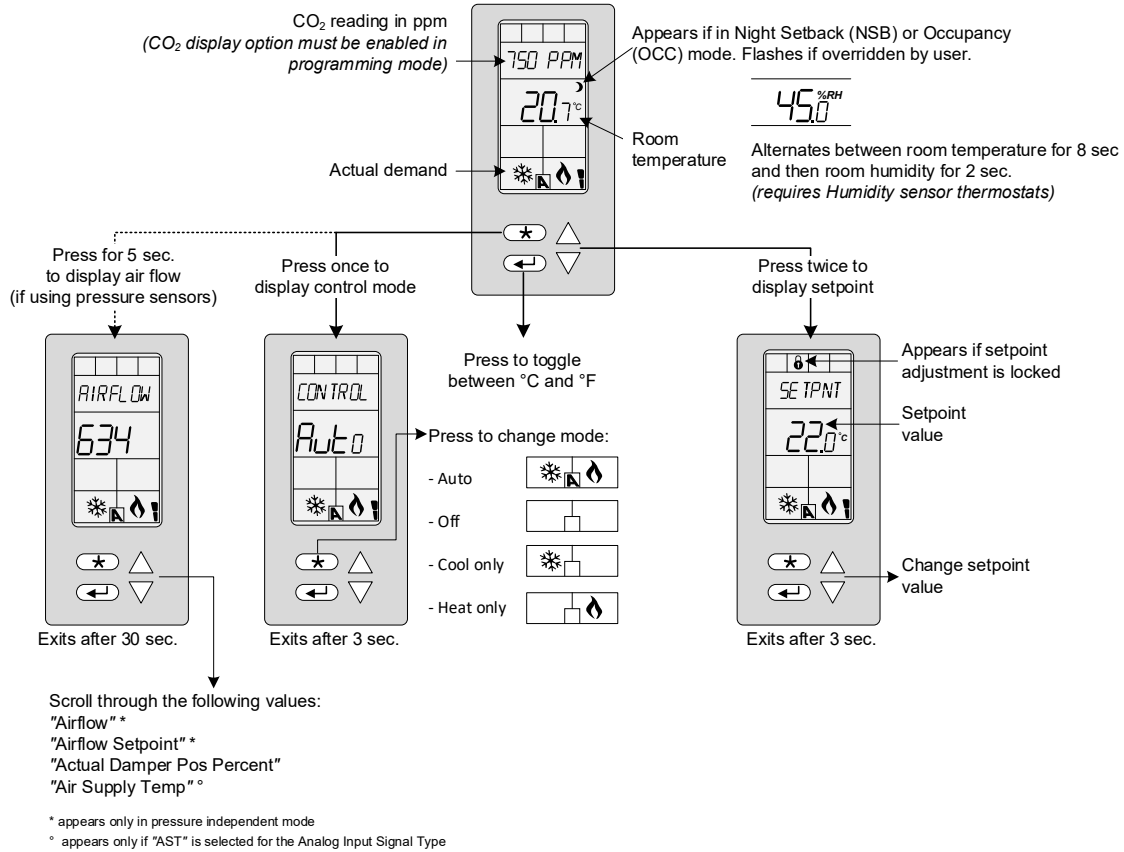 CO₂ reading in ppm
(CO₂ display option must be enabled in
programming mode)
750 PPM
20.7°C
A
Appears if in Night Setback (NSB) or Occupancy
(OCC) mode. Flashes if overridden by user.
45.0%RH
Room
temperature
Alternates between room temperature for 8 sec
and then room humidity for 2 sec.
(requires Humidity sensor thermostats)
Actual demand
Press for 5 sec.
to display air flow
(if using pressure sensors)
Press once to
display control mode
Press twice to
display setpoint
Press to toggle
between °C and °F
AIRFLOW
634
A
Exits after 30 sec.
CONTROL
Auto
A
Exits after 3 sec.
Press to change mode:
- Auto
A
- Off
- Cool only
- Heat only
SETPNT
22.0°C
A
Exits after 3 sec.
Appears if setpoint
adjustment is locked
Setpoint
value
Change setpoint
value
Scroll through the following values:
"Airflow" *
"Airflow Setpoint" *
"Actual Damper Pos Percent"
"Air Supply Temp" °
* appears only in pressure independent mode
° appears only if "AST" is selected for the Analog Input Signal Type